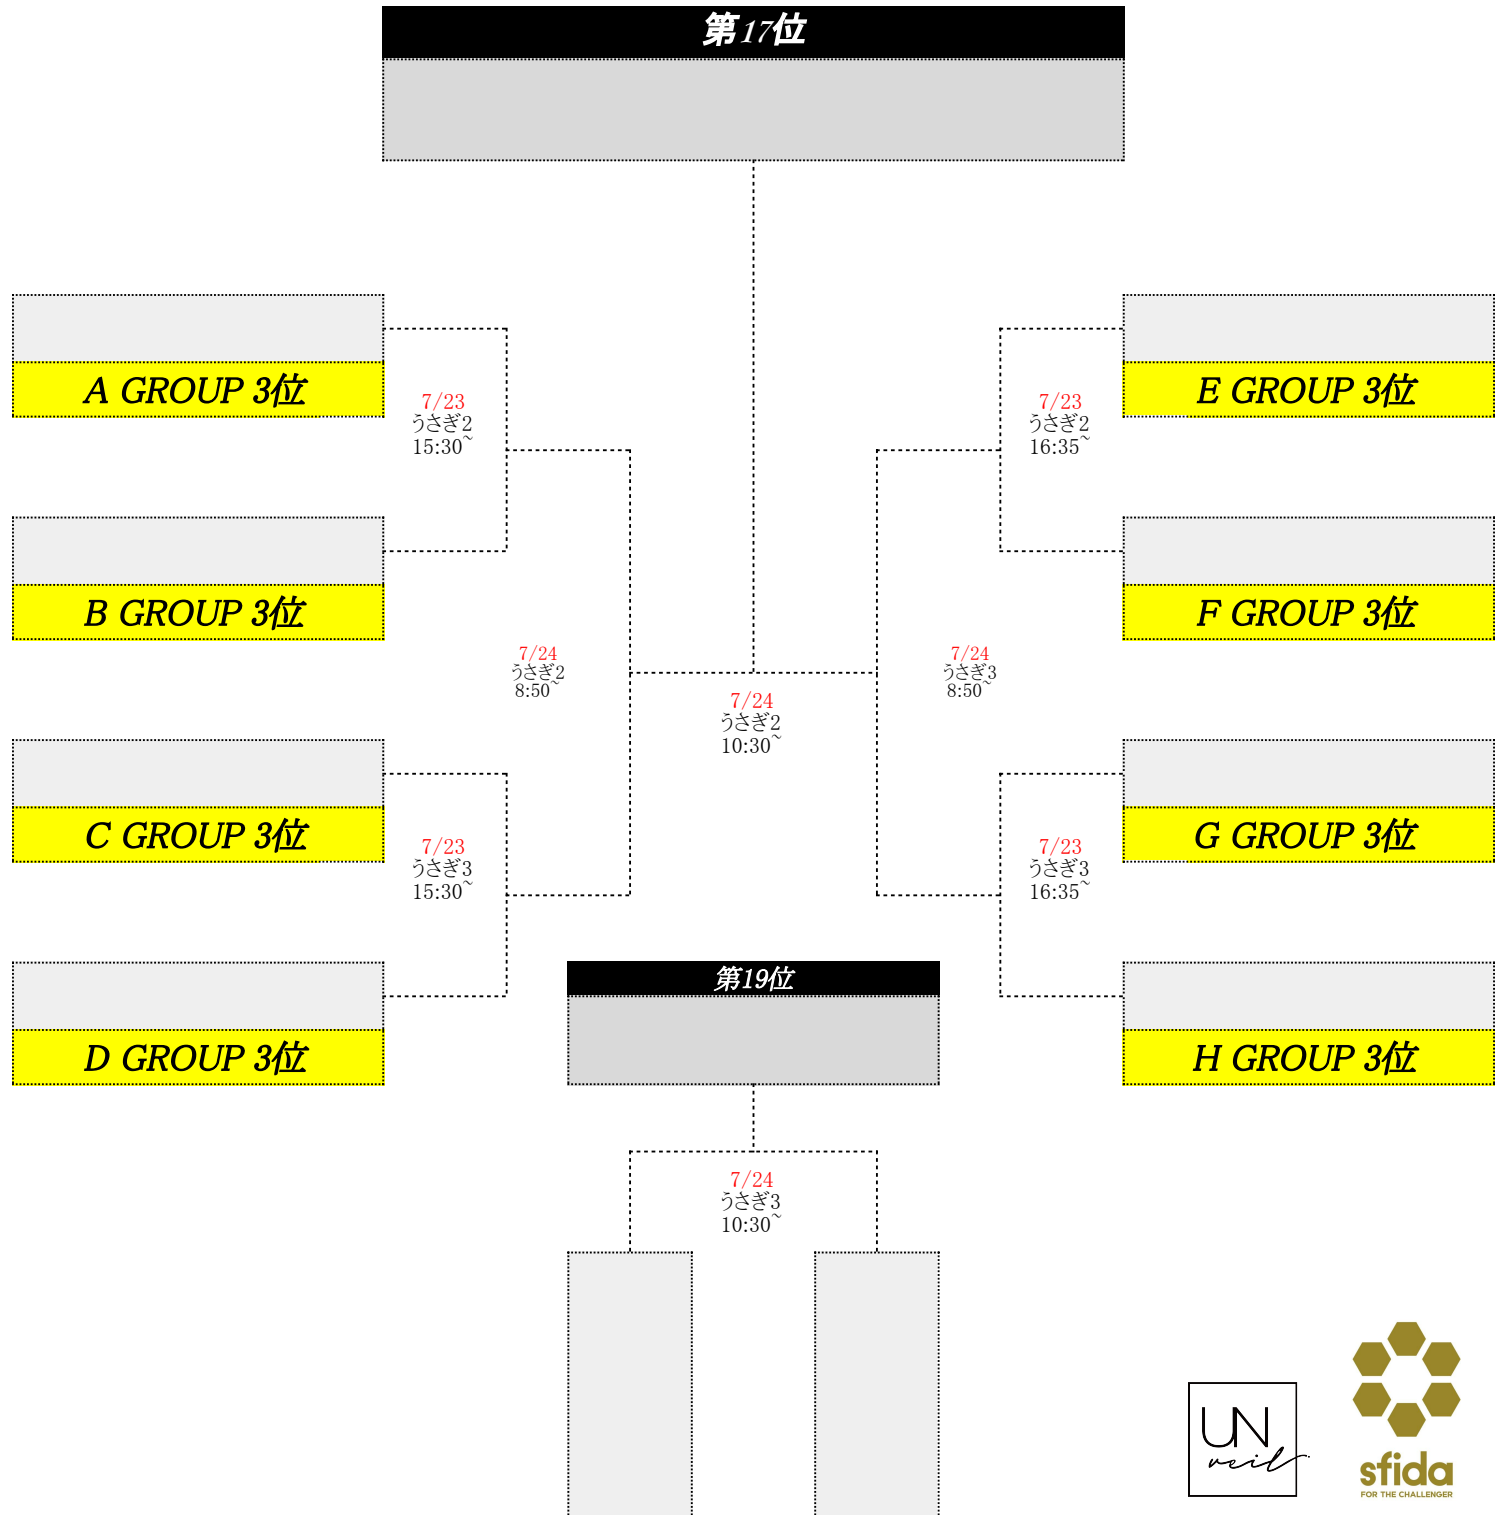 第17位
A GROUP 3位
7/23
うさぎ2
15:30~
B GROUP 3位
7/24
うさぎ2
8:50~
C GROUP 3位
7/23
うさぎ3
15:30~
D GROUP 3位
7/24
うさぎ2
10:30~
E GROUP 3位
7/23
うさぎ2
16:35~
F GROUP 3位
7/24
うさぎ3
8:50~
G GROUP 3位
7/23
うさぎ3
16:35~
H GROUP 3位
第19位
7/24
うさぎ3
10:30~
UN
veil
sfida
FOR THE CHALLENGER